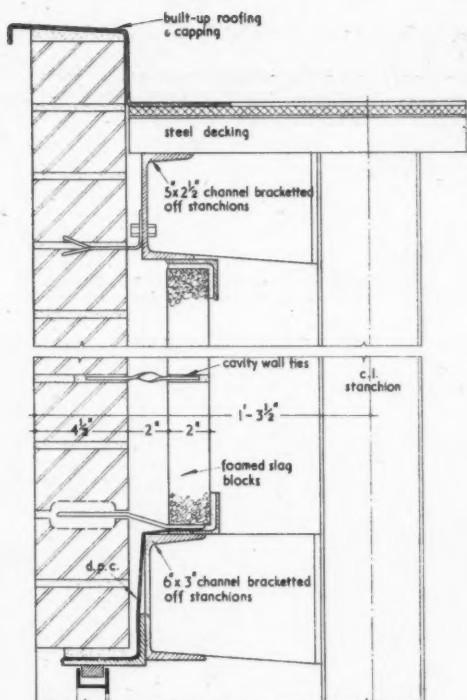 built-up roofing
& capping
steel decking
5"x 2½" channel bracketted
off stanchions
cavity wall ties
c.l.
stanchion
1'- 3½"
4½"
2"
2"
foamed slag
blocks
d.p.c.
6"x 3" channel bracketted
off stanchions